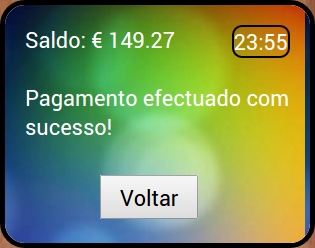 Saldo: € 149.27 23:55
Pagamento efectuado com
sucesso!
Voltar